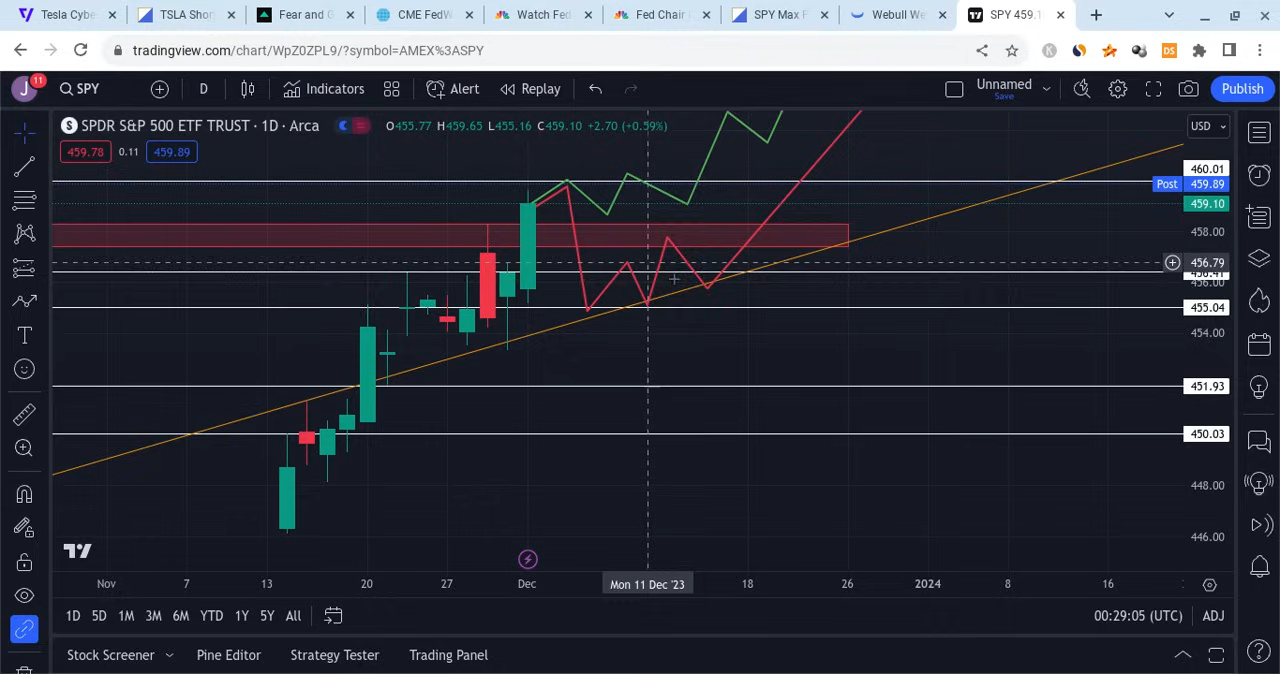 Tesla Cybe
TSLA Shor
Fear and G
CME FedW
Watch Fed
Fed Chair F
SPY Max P
Webull We
SPY 459.1
tradingview.com/chart/WpZ0ZPL9/?symbol=AMEX%3ASPY
K
DS
J
11
SPY
D
Indicators
Alert
Replay
Unnamed
Save
Publish
S SPDR S&P 500 ETF TRUST · 1D · Arca O455.77 H459.65 L455.16 C459.10 +2.70 (+0.59%)
USD
459.78 0.11 459.89
460.01
Post 459.89
459.10
458.00
456.79
456.00
455.04
454.00
451.93
450.03
448.00
446.00
Nov 7 13 20 27 Dec Mon 11 Dec '23 18 26 2024 8 16
1D 5D 1M 3M 6M YTD 1Y 5Y All
00:29:05 (UTC) ADJ
Stock Screener
Pine Editor
Strategy Tester
Trading Panel